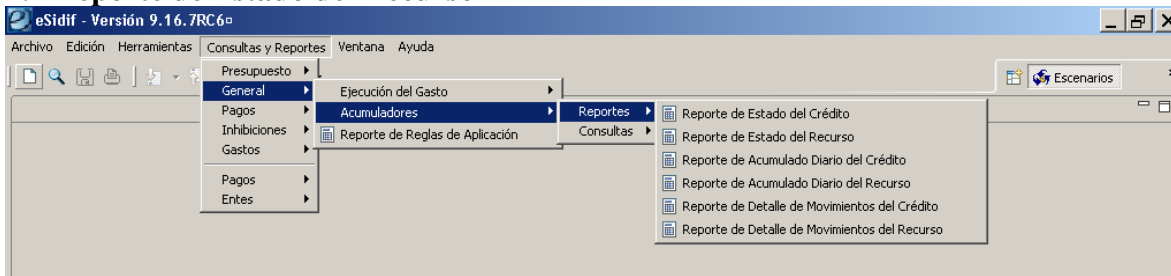 eSidif - Versión 9.16.7RC6¤
Archivo Edición Herramientas Consultas y Reportes Ventana Ayuda
Presupuesto
General
Pagos
Inhibiciones
Gastos
Pagos
Entes
Ejecución del Gasto
Acumuladores
Reporte de Reglas de Aplicación
Reportes
Consultas
Reporte de Estado del Crédito
Reporte de Estado del Recurso
Reporte de Acumulado Diario del Crédito
Reporte de Acumulado Diario del Recurso
Reporte de Detalle de Movimientos del Crédito
Reporte de Detalle de Movimientos del Recurso
Escenarios